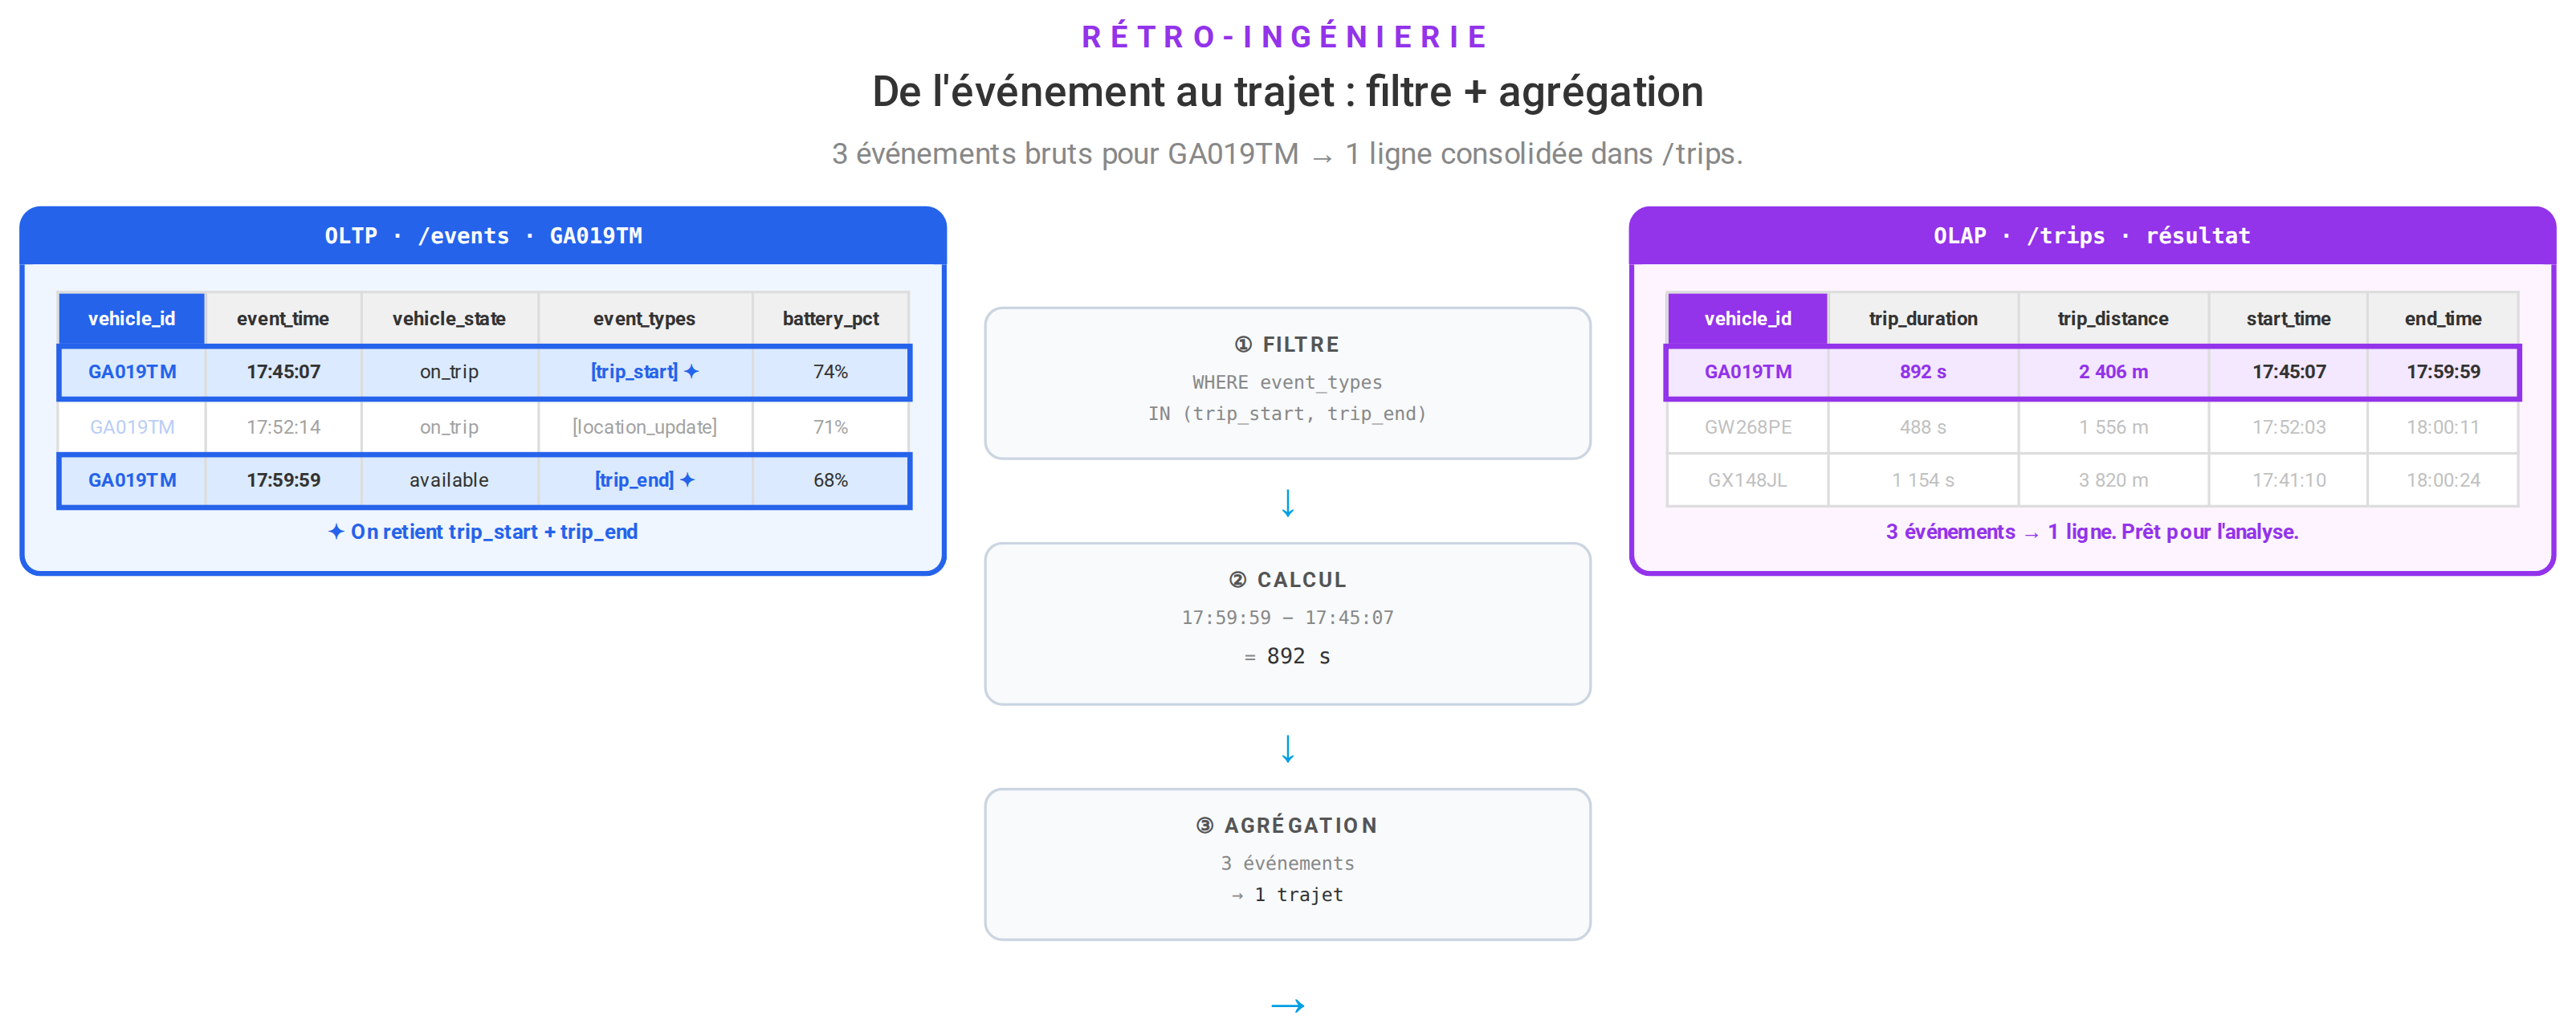 RÉTRO-INGÉNIERIE
De l'événement au trajet : filtre + agrégation
3 événements bruts pour GA019TM → 1 ligne consolidée dans /trips.
OLTP · /events · GA019TM
vehicle_id event_time vehicle_state event_types battery_pct
GA019TM 17:45:07 on_trip [trip_start] ✦ 74%
GA019TM 17:52:14 on_trip [location_update] 71%
GA019TM 17:59:59 available [trip_end] ✦ 68%
✦ On retient trip_start + trip_end
① FILTRE
WHERE event_types
IN (trip_start, trip_end)
↓
② CALCUL
17:59:59 − 17:45:07
= 892 s
↓
③ AGRÉGATION
3 événements
→ 1 trajet
→
OLAP · /trips · résultat
vehicle_id trip_duration trip_distance start_time end_time
GA019TM 892 s 2 406 m 17:45:07 17:59:59
GW268PE 488 s 1 556 m 17:52:03 18:00:11
GX148JL 1 154 s 3 820 m 17:41:10 18:00:24
3 événements → 1 ligne. Prêt pour l'analyse.